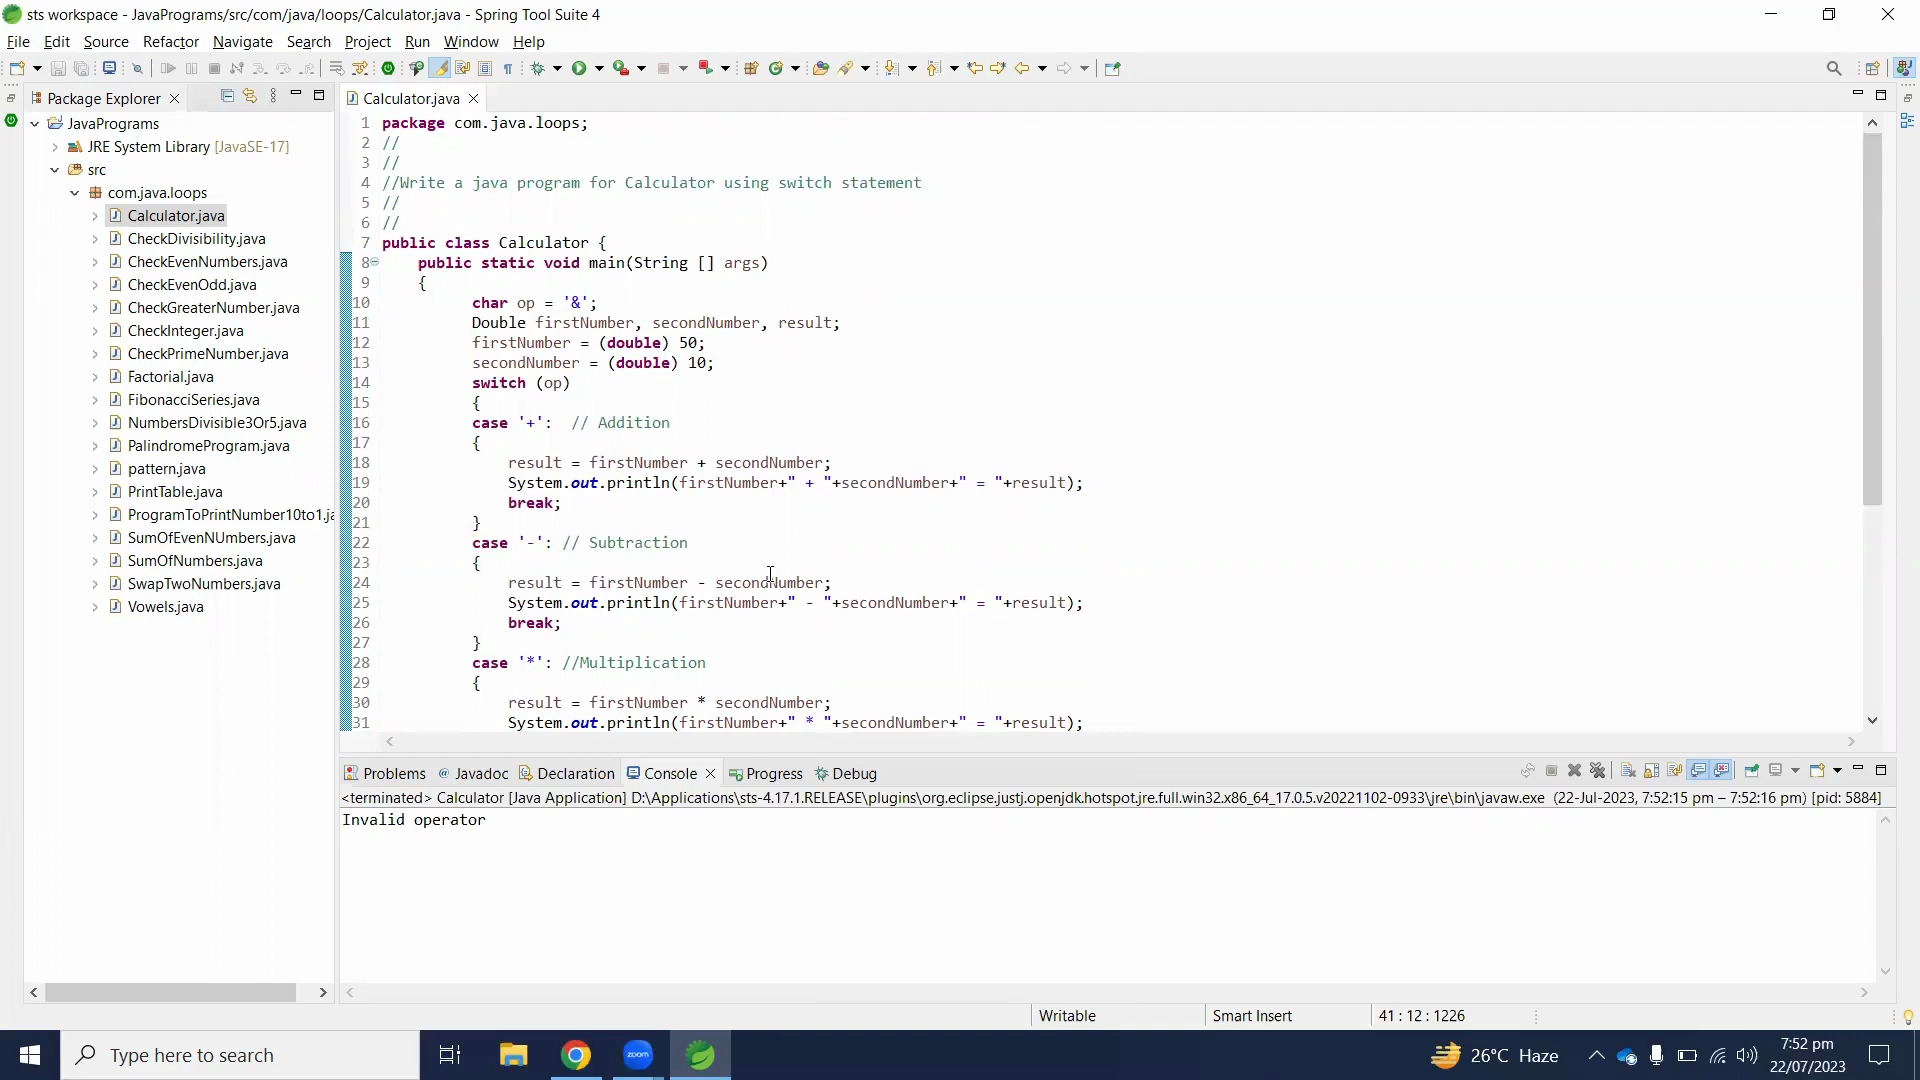 sts workspace - JavaPrograms/src/com/java/loops/Calculator.java - Spring Tool Suite 4
File Edit Source Refactor Navigate Search Project Run Window Help
Package Explorer
JavaPrograms
JRE System Library [JavaSE-17]
src
com.java.loops
Calculator.java
CheckDivisibility.java
CheckEvenNumbers.java
CheckEvenOdd.java
CheckGreaterNumber.java
CheckInteger.java
CheckPrimeNumber.java
Factorial.java
FibonacciSeries.java
NumbersDivisible3Or5.java
PalindromeProgram.java
pattern.java
PrintTable.java
ProgramToPrintNumber10to1.ja
SumOfEvenNUmbers.java
SumOfNumbers.java
SwapTwoNumbers.java
Vowels.java
Calculator.java
1 package com.java.loops;
2 //
3 //
4 //Write a java program for Calculator using switch statement
5 //
6 //
7 public class Calculator {
8 public static void main(String [] args)
9 {
10 char op = '&';
11 Double firstNumber, secondNumber, result;
12 firstNumber = (double) 50;
13 secondNumber = (double) 10;
14 switch (op)
15 {
16 case '+': // Addition
17 {
18 result = firstNumber + secondNumber;
19 System.out.println(firstNumber+" + "+secondNumber+" = "+result);
20 break;
21 }
22 case '-': // Subtraction
23 {
24 result = firstNumber - secondNumber;
25 System.out.println(firstNumber+" - "+secondNumber+" = "+result);
26 break;
27 }
28 case '*': //Multiplication
29 {
30 result = firstNumber * secondNumber;
31 System.out.println(firstNumber+" * "+secondNumber+" = "+result);
Problems @ Javadoc Declaration Console Progress Debug
<terminated> Calculator [Java Application] D:\Applications\sts-4.17.1.RELEASE\plugins\org.eclipse.justj.openjdk.hotspot.jre.full.win32.x86_64_17.0.5.v20221102-0933\jre\bin\javaw.exe (22-Jul-2023, 7:52:15 pm – 7:52:16 pm) [pid: 5884]
Invalid operator
Writable Smart Insert 41 : 12 : 1226
Type here to search
zoom
26°C Haze
7:52 pm
22/07/2023